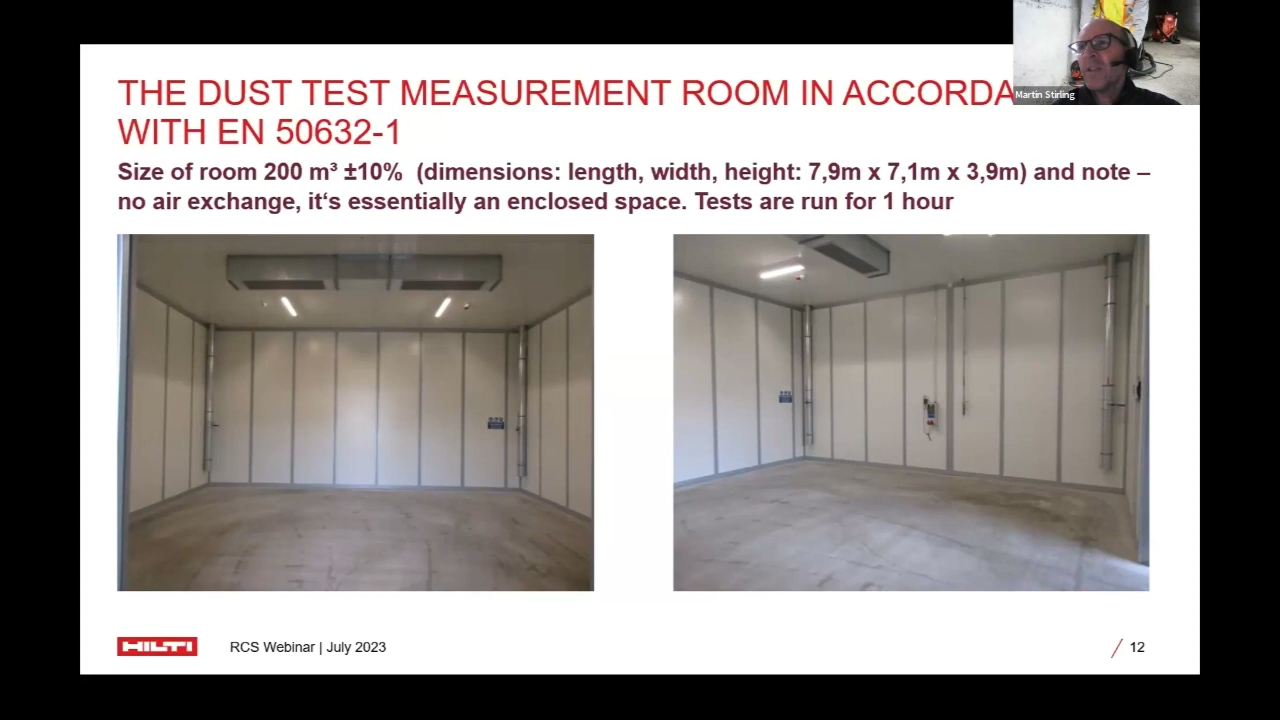 THE DUST TEST MEASUREMENT ROOM IN ACCORDA
WITH EN 50632-1
Martin Stirling
Size of room 200 m³ ±10%  (dimensions: length, width, height: 7,9m x 7,1m x 3,9m) and note –
no air exchange, it‘s essentially an enclosed space. Tests are run for 1 hour
HILTI
RCS Webinar | July 2023
12